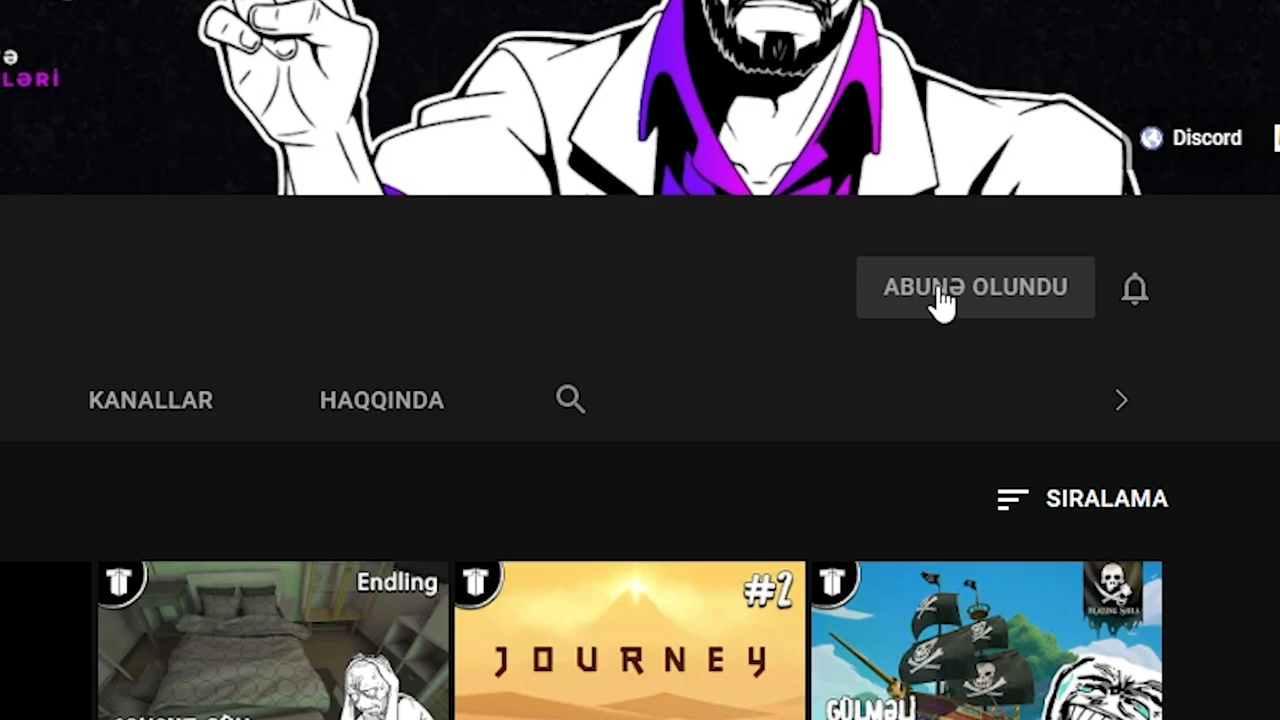 ə
LƏRİ
Discord
ABUNƏ OLUNDU
KANALLAR
HAQQINDA
SIRALAMA
Endling
#2
JOURNEY
GÜLMƏLİ